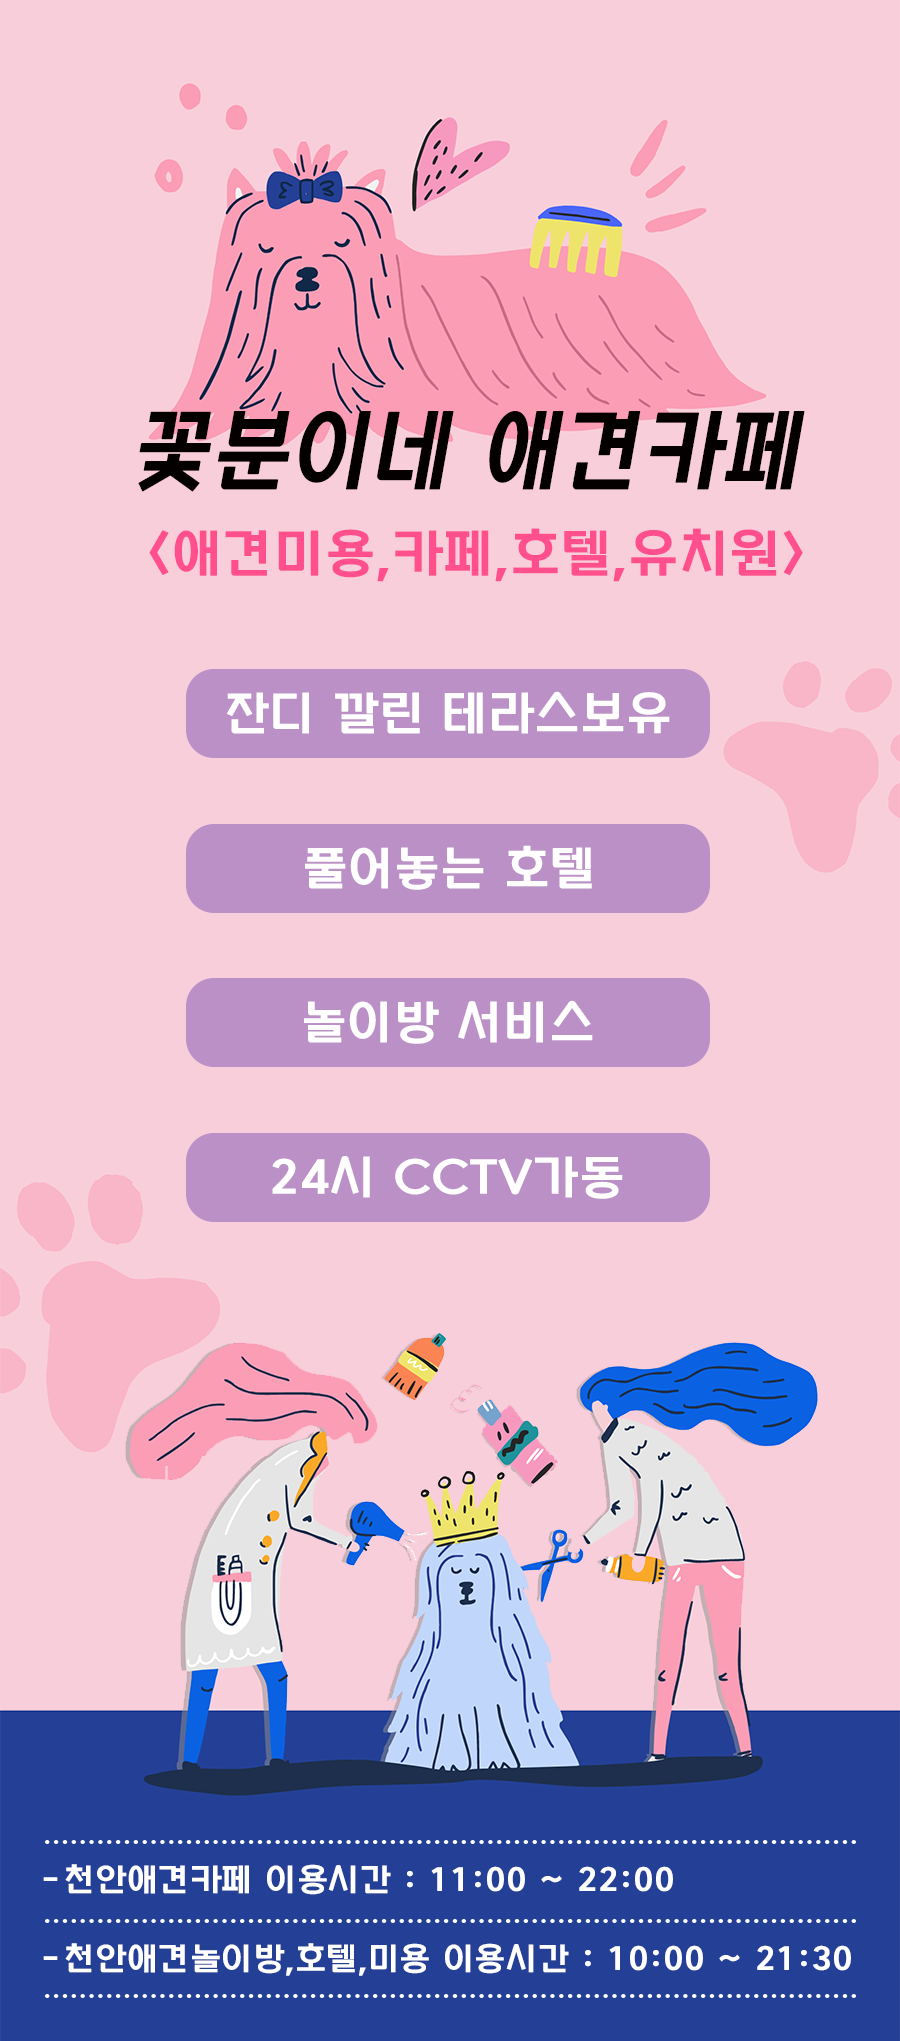 꽃분이네 애견카페
<애견미용,카페,호텔,유치원>
잔디 깔린 테라스보유
풀어놓는 호텔
놀이방 서비스
24시 CCTV가동
-천안애견카페 이용시간 : 11:00 ~ 22:00
-천안애견놀이방,호텔,미용 이용시간 : 10:00 ~ 21:30